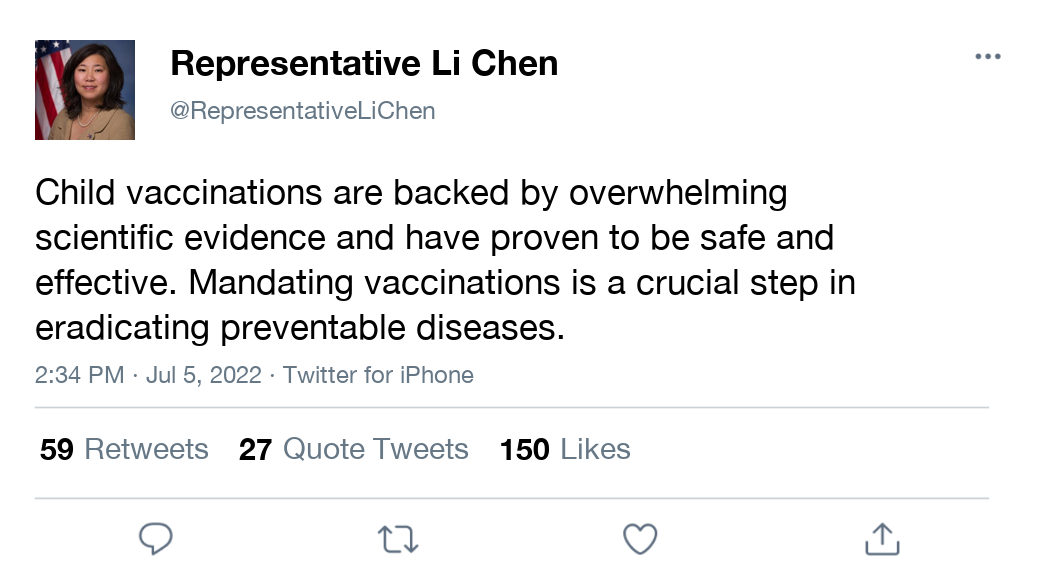 Representative Li Chen
@RepresentativeLiChen
Child vaccinations are backed by overwhelming
scientific evidence and have proven to be safe and
effective. Mandating vaccinations is a crucial step in
eradicating preventable diseases.
2:34 PM · Jul 5, 2022 · Twitter for iPhone
59 Retweets 27 Quote Tweets 150 Likes